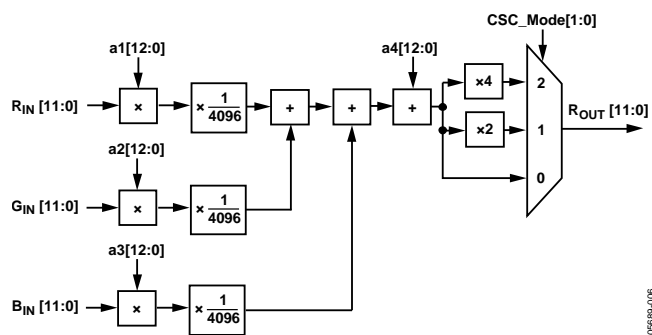 CSC_Mode[1:0]
a1[12:0]
a4[12:0]
R_IN [11:0]
×
× 1/4096
+
+
+
×4
2
×2
1
R_OUT [11:0]
0
a2[12:0]
G_IN [11:0]
×
× 1/4096
a3[12:0]
B_IN [11:0]
×
× 1/4096
05689-006